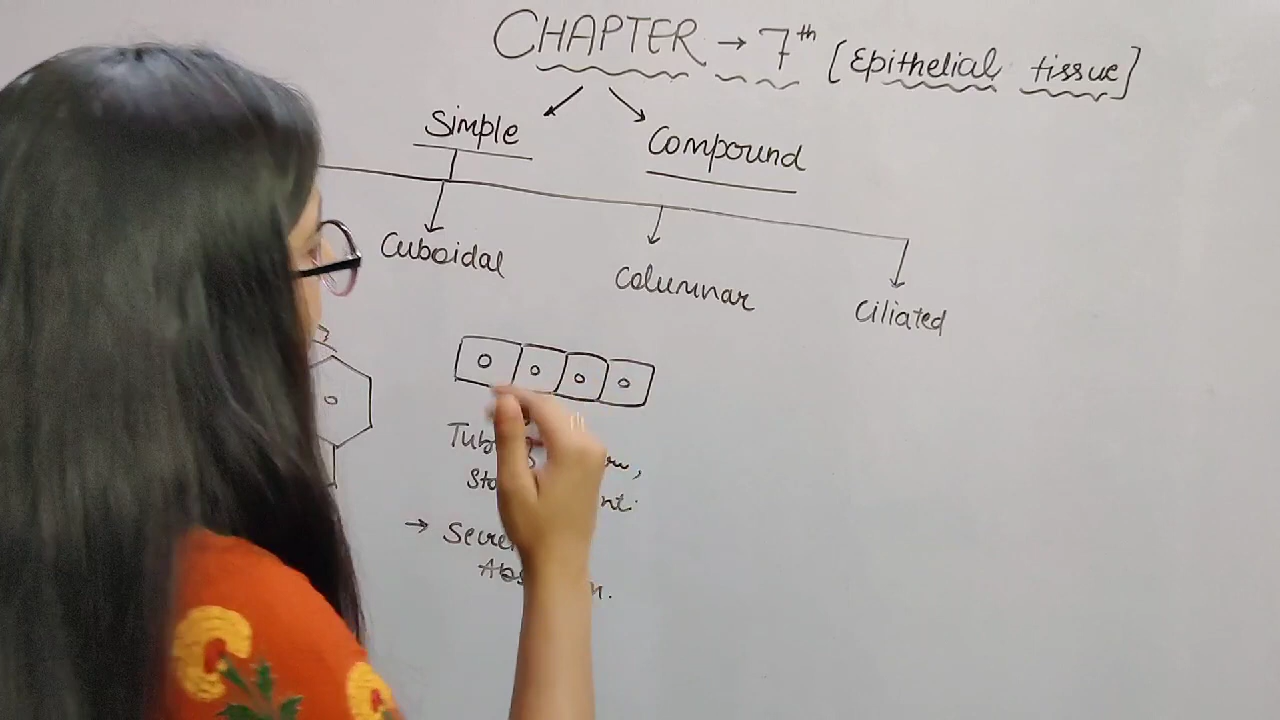 CHAPTER → 7th [Epithelial tissue]
Simple
Compound
Cuboidal
Columnar
Ciliated
→